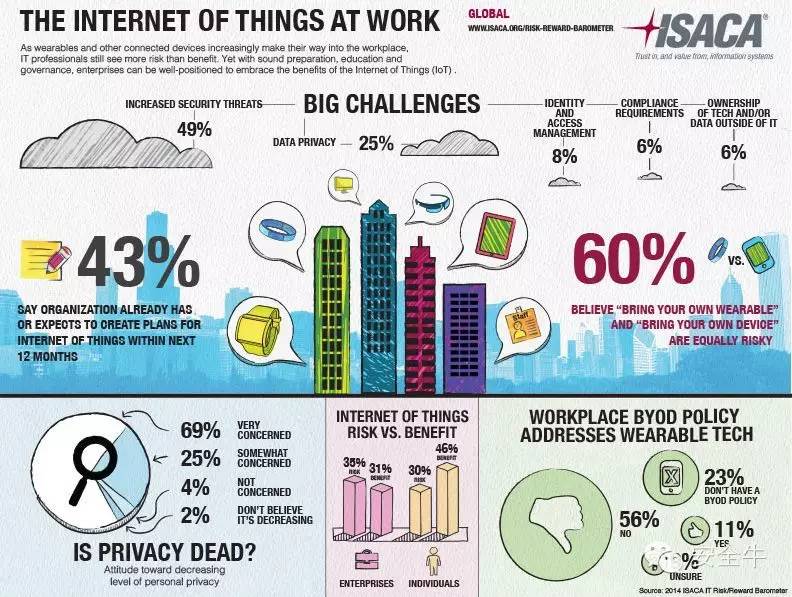 THE INTERNET OF THINGS AT WORK
As wearables and other connected devices increasingly make their way into the workplace,
IT professionals still see more risk than benefit. Yet with sound preparation, education and
governance, enterprises can be well-positioned to embrace the benefits of the Internet of Things (IoT) .
GLOBAL
WWW.ISACA.ORG/RISK-REWARD-BAROMETER
ISACA®
Trust in, and value from, information systems
BIG CHALLENGES
INCREASED SECURITY THREATS
49%
DATA PRIVACY
25%
IDENTITY
AND
ACCESS
MANAGEMENT
8%
COMPLIANCE
REQUIREMENTS
6%
OWNERSHIP
OF TECH AND/OR
DATA OUTSIDE OF IT
6%
43%
SAY ORGANIZATION ALREADY HAS
OR EXPECTS TO CREATE PLANS FOR
INTERNET OF THINGS WITHIN NEXT
12 MONTHS
Staff
60%
VS.
BELIEVE “BRING YOUR OWN WEARABLE”
AND “BRING YOUR OWN DEVICE”
ARE EQUALLY RISKY
69% VERY
CONCERNED
25% SOMEWHAT
CONCERNED
4% NOT
CONCERNED
2% DON'T BELIEVE
IT'S DECREASING
IS PRIVACY DEAD?
Attitude toward decreasing
level of personal privacy
INTERNET OF THINGS
RISK VS. BENEFIT
35%
RISK
31%
BENEFIT
30%
RISK
46%
BENEFIT
ENTERPRISES
INDIVIDUALS
WORKPLACE BYOD POLICY
ADDRESSES WEARABLE TECH
56%
NO
X
23%
DON'T HAVE A
BYOD POLICY
11%
YES
%
UNSURE
安全牛
Source: 2014 ISACA IT Risk/Reward Barometer